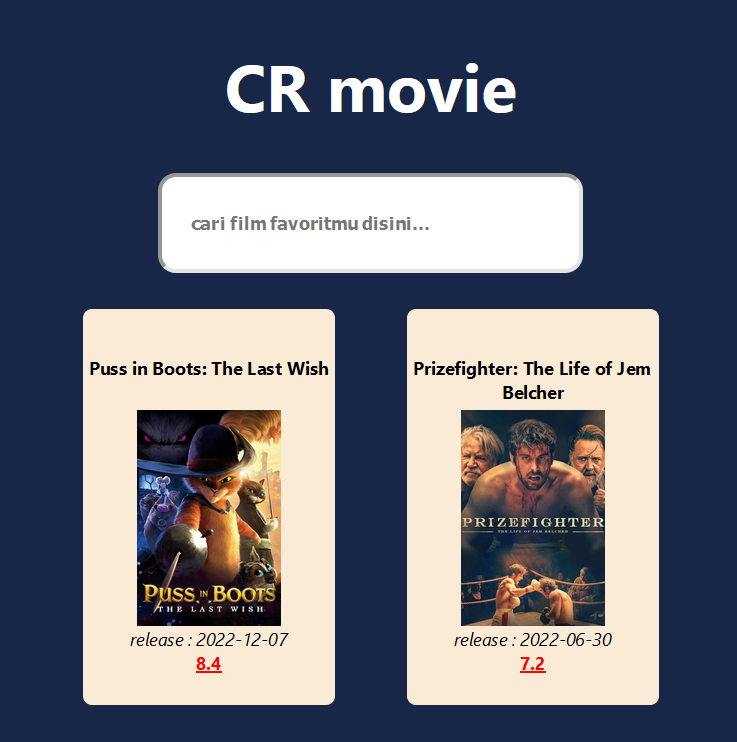 CR movie
cari film favoritmu disini...
Puss in Boots: The Last Wish
PUSS IN BOOTS
THE LAST WISH
release : 2022-12-07
8.4
Prizefighter: The Life of Jem
Belcher
PRIZEFIGHTER
THE LIFE OF JEM BELCHER
release : 2022-06-30
7.2